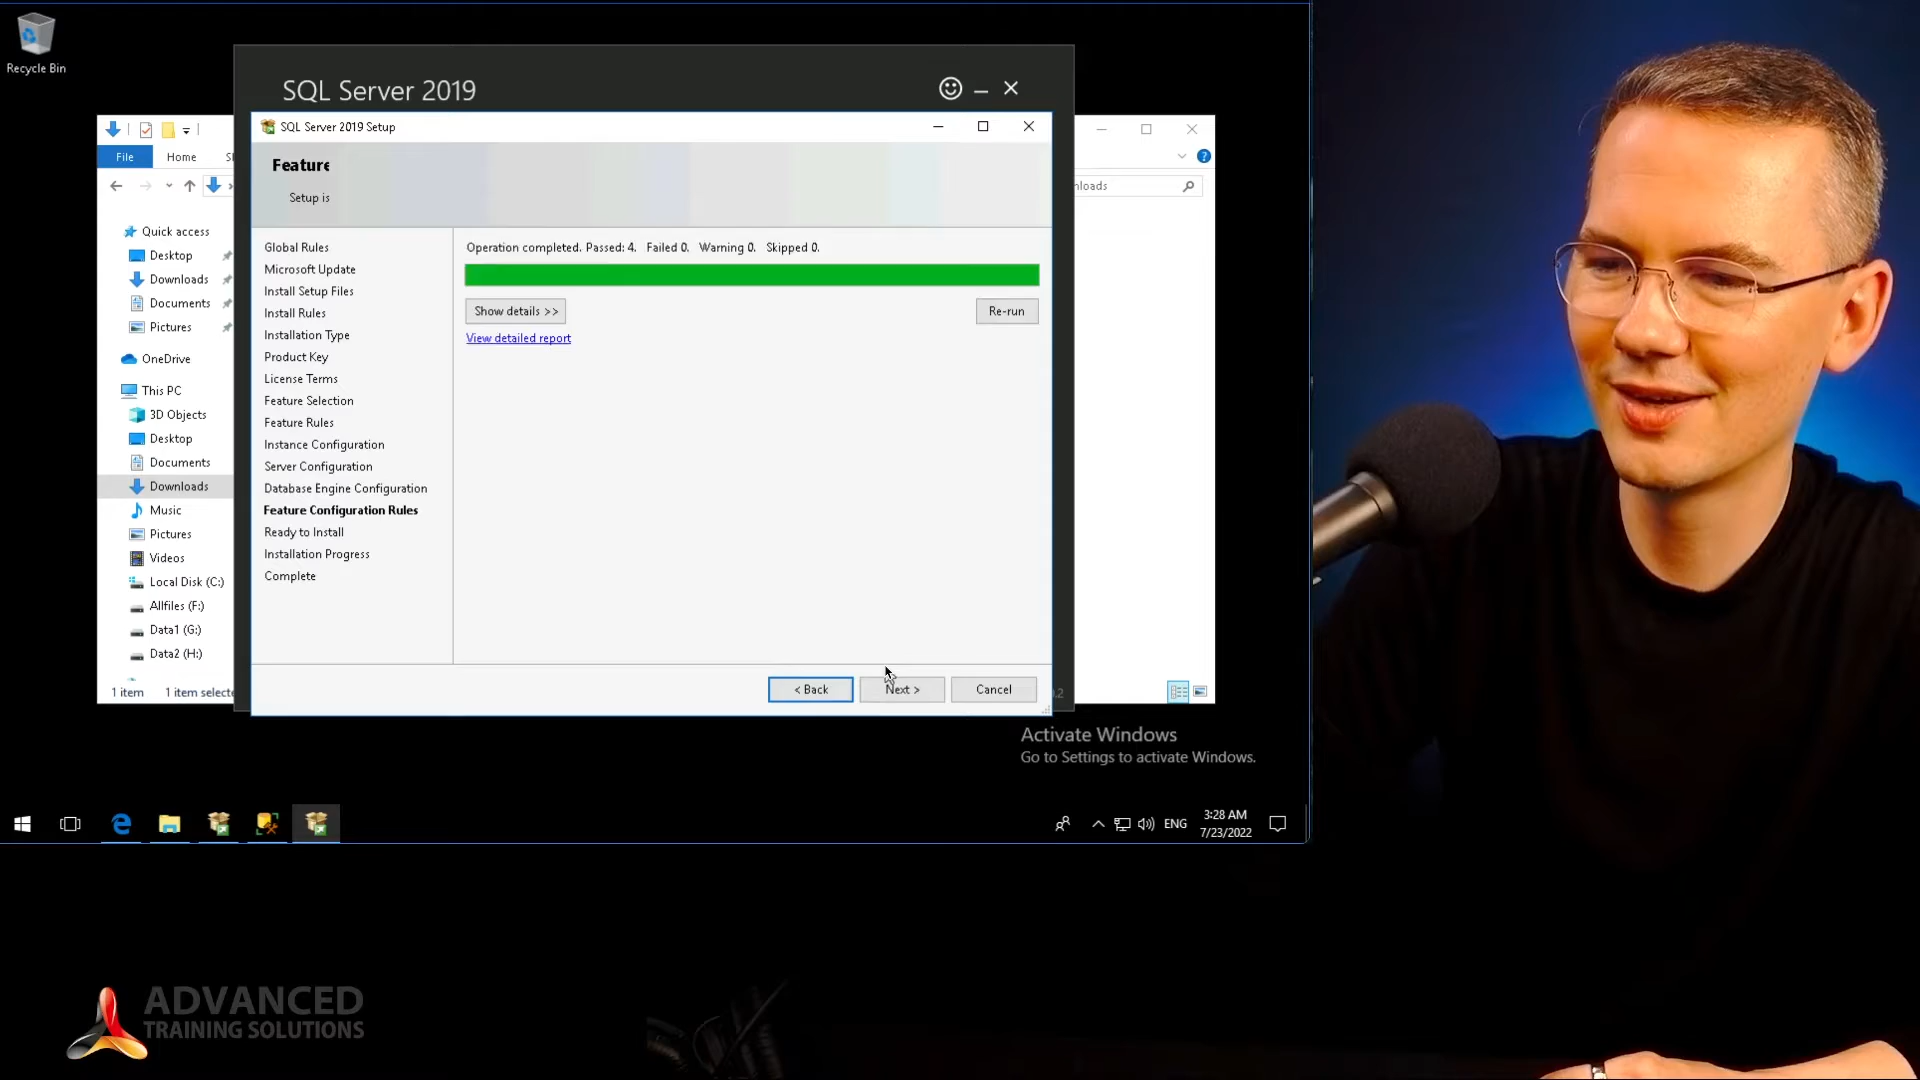 Recycle Bin
SQL Server 2019
SQL Server 2019 Setup
File
Home
Feature
Setup is
nloads
Quick access
Desktop
Downloads
Documents
Pictures
OneDrive
This PC
3D Objects
Desktop
Documents
Downloads
Music
Pictures
Videos
Local Disk (C:)
Allfiles (F:)
Data1 (G:)
Data2 (H:)
1 item
1 item selecte
Global Rules
Microsoft Update
Install Setup Files
Install Rules
Installation Type
Product Key
License Terms
Feature Selection
Feature Rules
Instance Configuration
Server Configuration
Database Engine Configuration
Feature Configuration Rules
Ready to Install
Installation Progress
Complete
Operation completed. Passed: 4. Failed 0. Warning 0. Skipped 0.
Show details >>
Re-run
View detailed report
< Back
Next >
Cancel
Activate Windows
Go to Settings to activate Windows.
ENG
3:28 AM
7/23/2022
ADVANCED
TRAINING SOLUTIONS